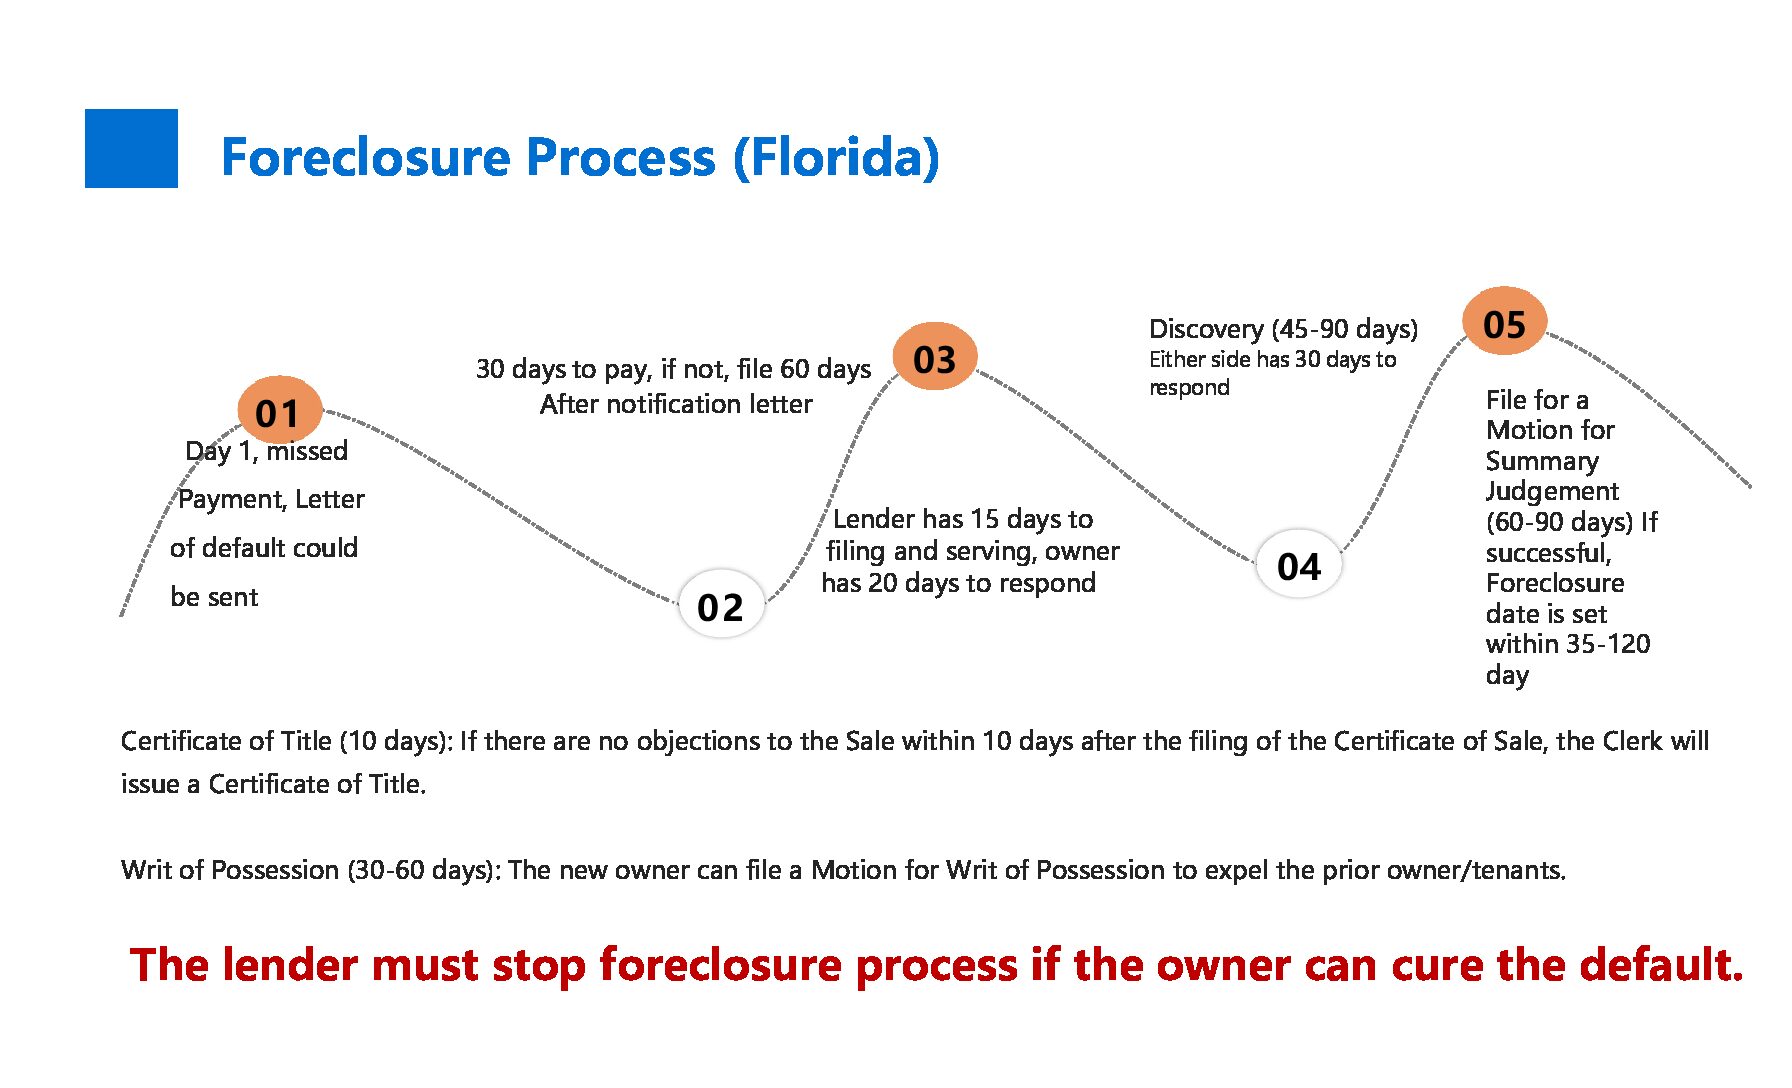 Foreclosure Process (Florida)
01
Day 1, missed
Payment, Letter
of default could
be sent
30 days to pay, if not, file 60 days
After notification letter
02
03
Lender has 15 days to
filing and serving, owner
has 20 days to respond
Discovery (45-90 days)
Either side has 30 days to
respond
04
05
File for a
Motion for
Summary
Judgement
(60-90 days) If
successful,
Foreclosure
date is set
within 35-120
day
Certificate of Title (10 days): If there are no objections to the Sale within 10 days after the filing of the Certificate of Sale, the Clerk will
issue a Certificate of Title.
Writ of Possession (30-60 days): The new owner can file a Motion for Writ of Possession to expel the prior owner/tenants.
The lender must stop foreclosure process if the owner can cure the default.